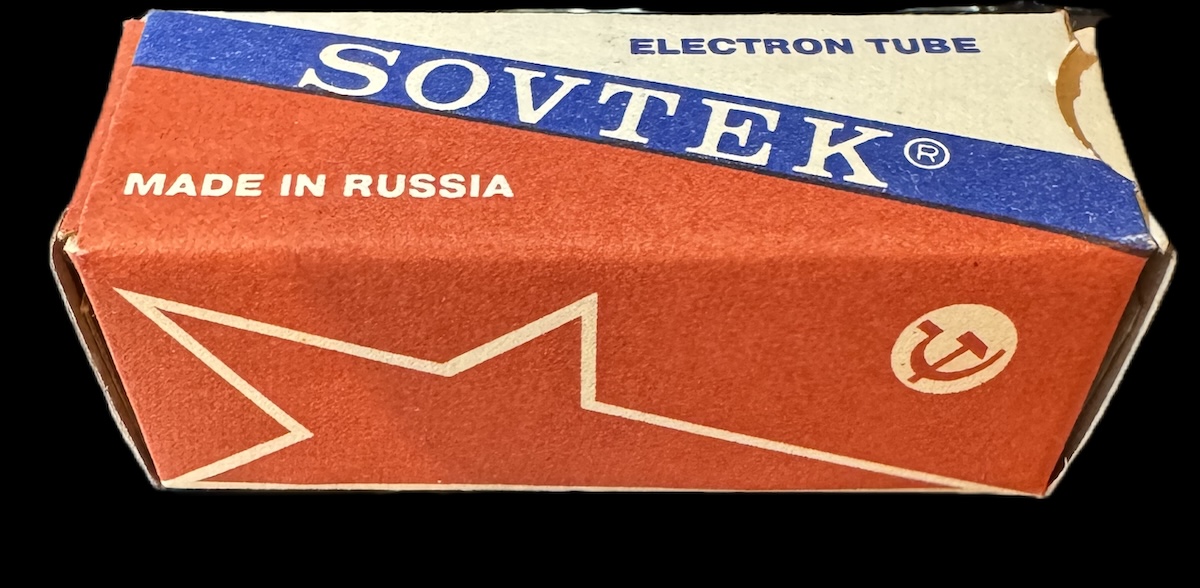 ELECTRON TUBE
SOVTEK®
MADE IN RUSSIA